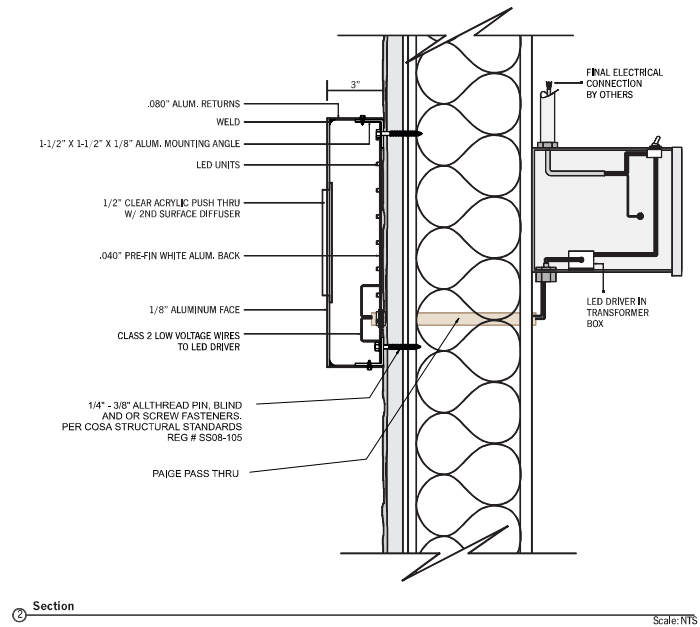 FINAL ELECTRICAL
CONNECTION
BY OTHERS
3"
.080" ALUM. RETURNS
WELD
1-1/2" X 1-1/2" X 1/8" ALUM. MOUNTING ANGLE
LED UNITS
1/2" CLEAR ACRYLIC PUSH THRU
W/ 2ND SURFACE DIFFUSER
.040" PRE-FIN WHITE ALUM. BACK
1/8" ALUMINUM FACE
CLASS 2 LOW VOLTAGE WIRES
TO LED DRIVER
LED DRIVER IN
TRANSFORMER
BOX
1/4" - 3/8" ALLTHREAD PIN, BLIND
AND OR SCREW FASTENERS.
PER COSA STRUCTURAL STANDARDS
REG # SS08-105
PAIGE PASS THRU
2
Section
Scale: NTS